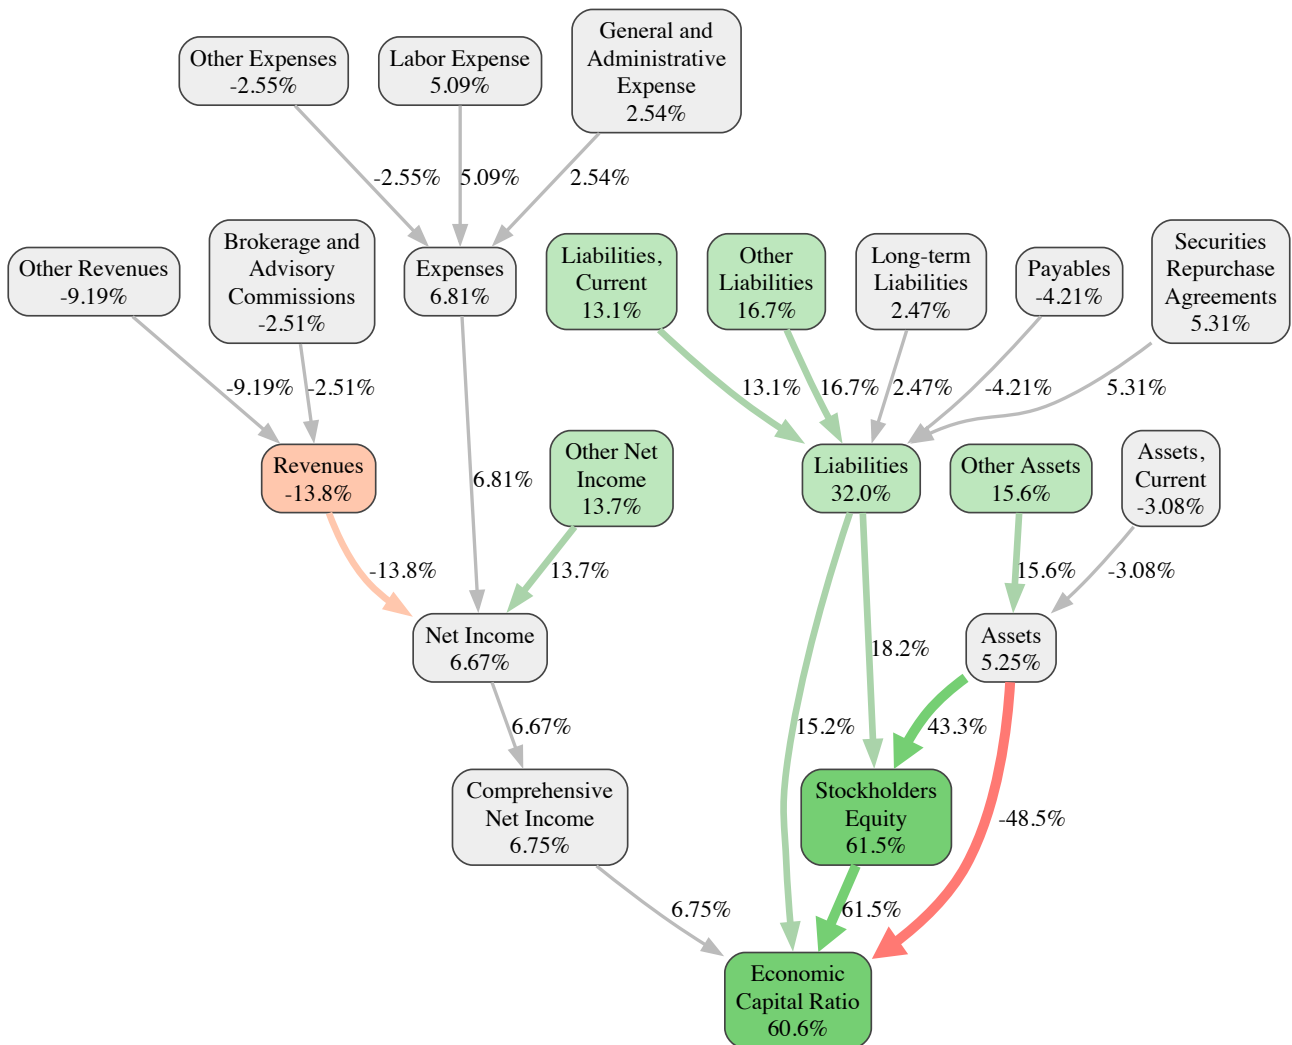 General and
Administrative
Expense
2.54%
Other Expenses
-2.55%
Labor Expense
5.09%
-2.55%
5.09%
2.54%
Other Revenues
-9.19%
Brokerage and
Advisory
Commissions
-2.51%
Expenses
6.81%
Liabilities,
Current
13.1%
Other
Liabilities
16.7%
Long-term
Liabilities
2.47%
Payables
-4.21%
Securities
Repurchase
Agreements
5.31%
-9.19%
-2.51%
13.1%
16.7%
2.47%
-4.21%
5.31%
Revenues
-13.8%
6.81%
Other Net
Income
13.7%
Liabilities
32.0%
Other Assets
15.6%
Assets,
Current
-3.08%
-13.8%
13.7%
15.6%
-3.08%
Net Income
6.67%
18.2%
Assets
5.25%
6.67%
15.2%
43.3%
Comprehensive
Net Income
6.75%
Stockholders
Equity
61.5%
-48.5%
6.75%
61.5%
Economic
Capital Ratio
60.6%